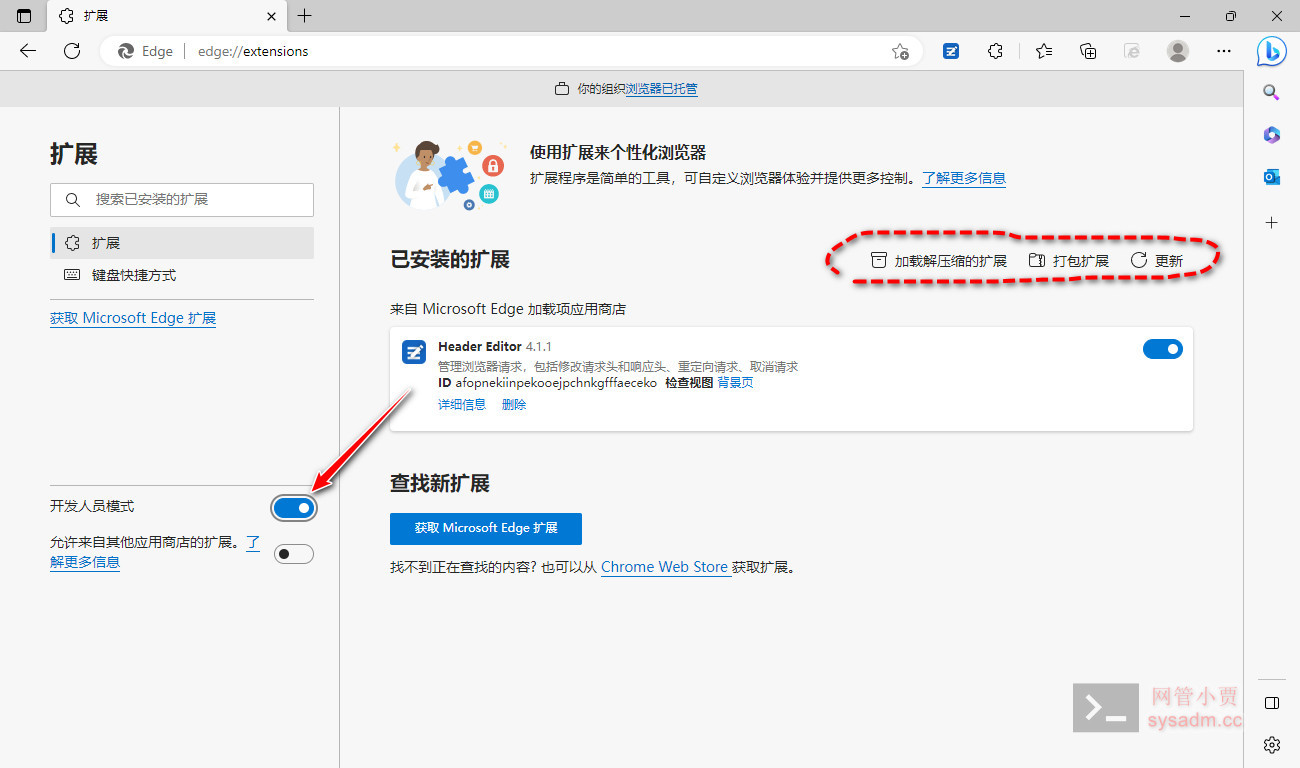 扩展
Edge
edge://extensions
你的组织浏览器已托管
扩展
搜索已安装的扩展
扩展
键盘快捷方式
获取 Microsoft Edge 扩展
开发人员模式
允许来自其他应用商店的扩展。了
解更多信息
使用扩展来个性化浏览器
扩展程序是简单的工具，可自定义浏览器体验并提供更多控制。了解更多信息
已安装的扩展
加载解压缩的扩展
打包扩展
更新
来自 Microsoft Edge 加载项应用商店
Header Editor 4.1.1
管理浏览器请求，包括修改请求头和响应头、重定向请求、取消请求
ID afopnekiinpekooejpchnkgfffaeceko 检查视图 背景页
详细信息 删除
查找新扩展
获取 Microsoft Edge 扩展
找不到正在查找的内容? 也可以从 Chrome Web Store 获取扩展。
网管小贾
sysadm.cc